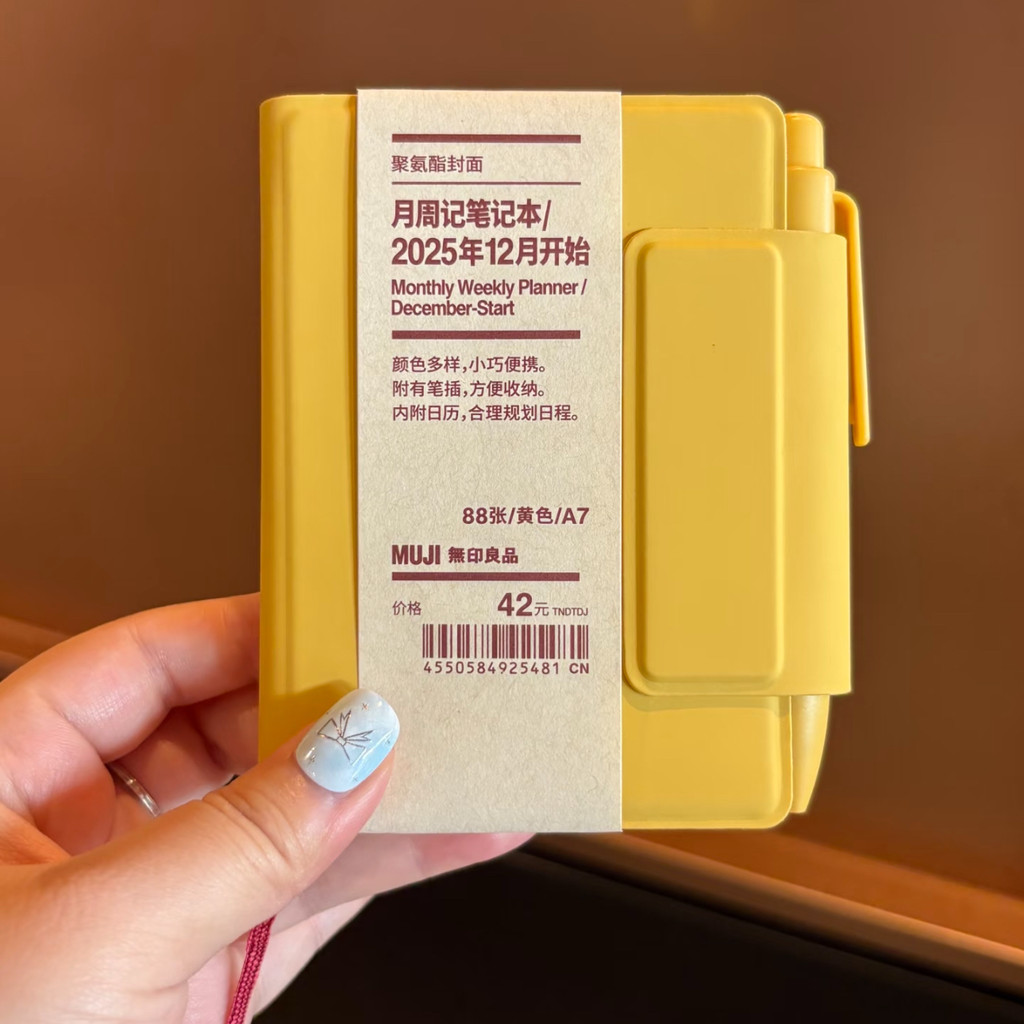 聚氨酯封面
月周记笔记本/
2025年12月开始
Monthly Weekly Planner /
December-Start
颜色多样,小巧便携。
附有笔插,方便收纳。
内附日历,合理规划日程。
88张/黄色/A7
MUJI 無印良品
价格 42元 TNDTDJ
4550584925481 CN